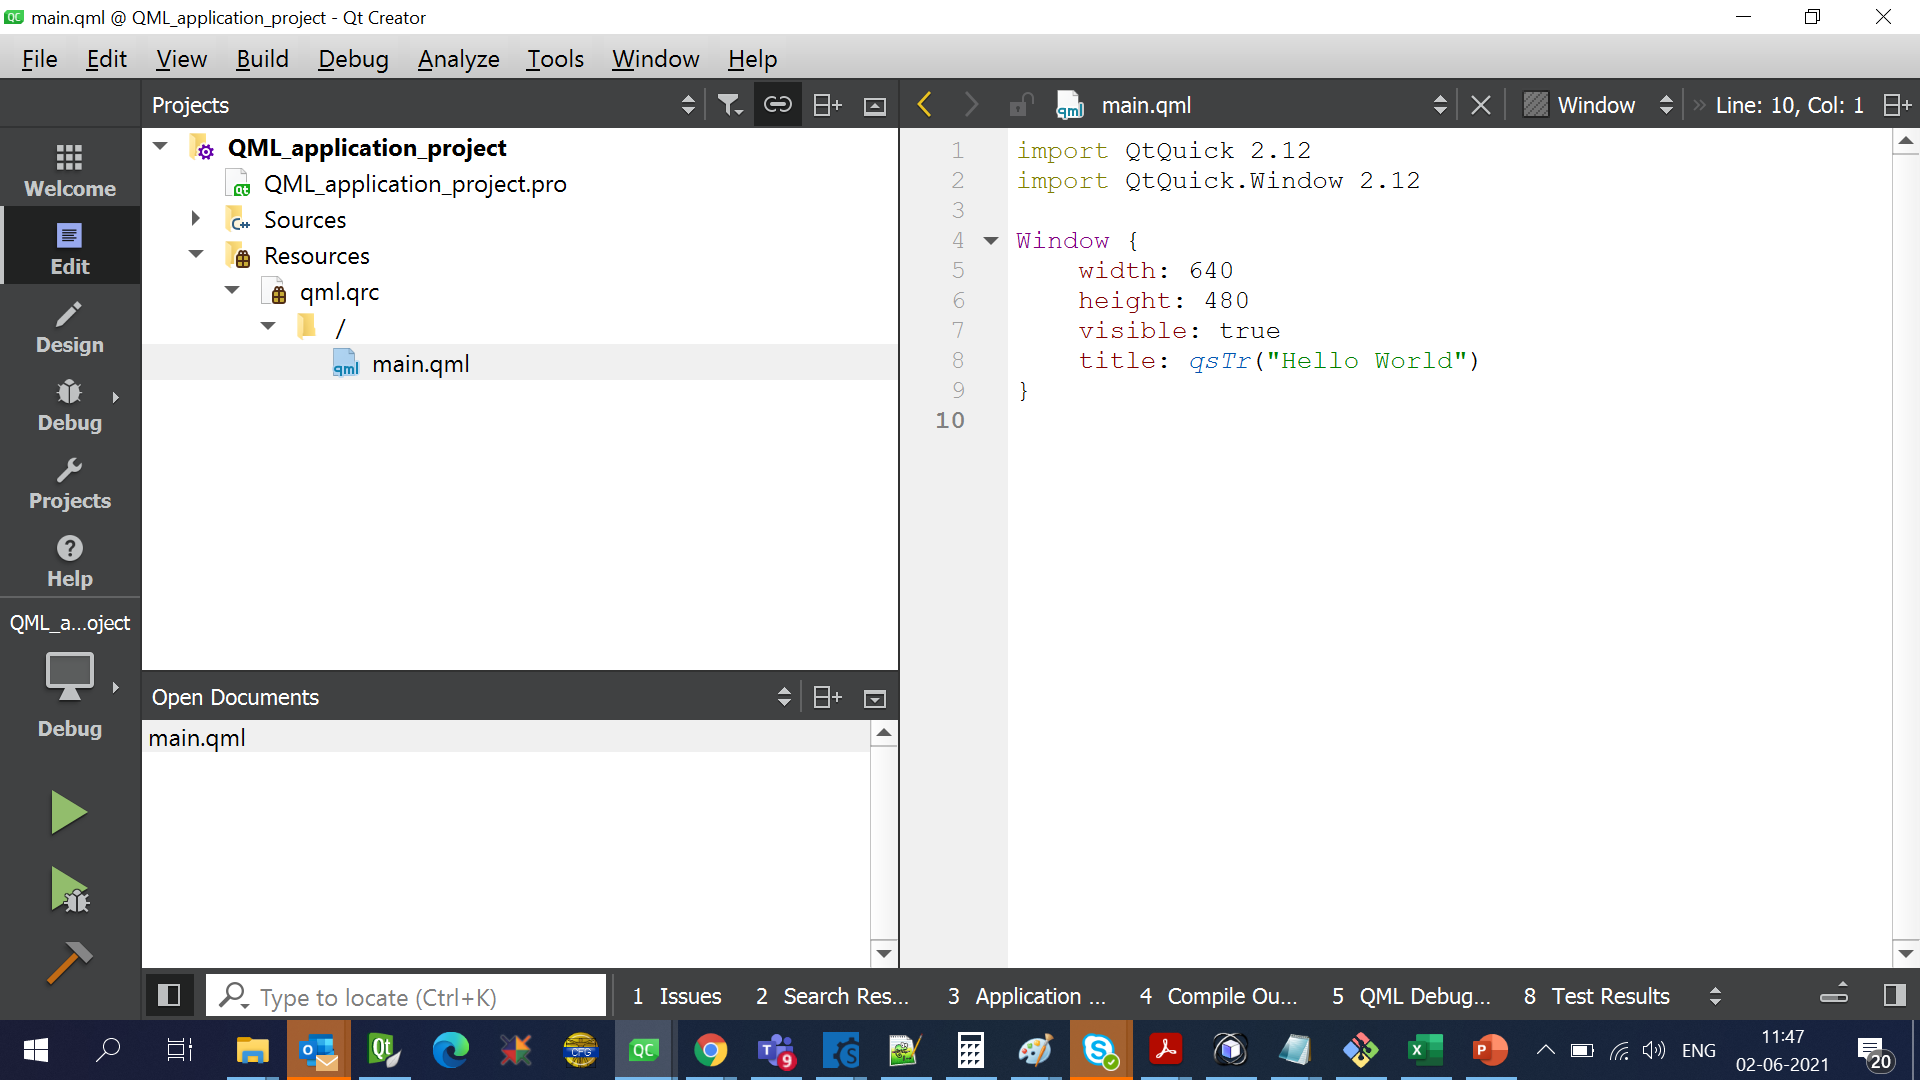 main.qml @ QML_application_project - Qt Creator
File Edit View Build Debug Analyze Tools Window Help
Projects
main.qml
Window
Line: 10, Col: 1
Welcome
Edit
Design
Debug
Projects
Help
QML_a...oject
Debug
QML_application_project
QML_application_project.pro
Sources
Resources
qml.qrc
/
main.qml
Open Documents
main.qml
1 import QtQuick 2.12
2 import QtQuick.Window 2.12
3
4 Window {
5 width: 640
6 height: 480
7 visible: true
8 title: qsTr("Hello World")
9 }
10
Type to locate (Ctrl+K)
1 Issues 2 Search Res... 3 Application ... 4 Compile Ou... 5 QML Debug... 8 Test Results
ENG
11:47
02-06-2021
20
9
QC
CFG
Qt